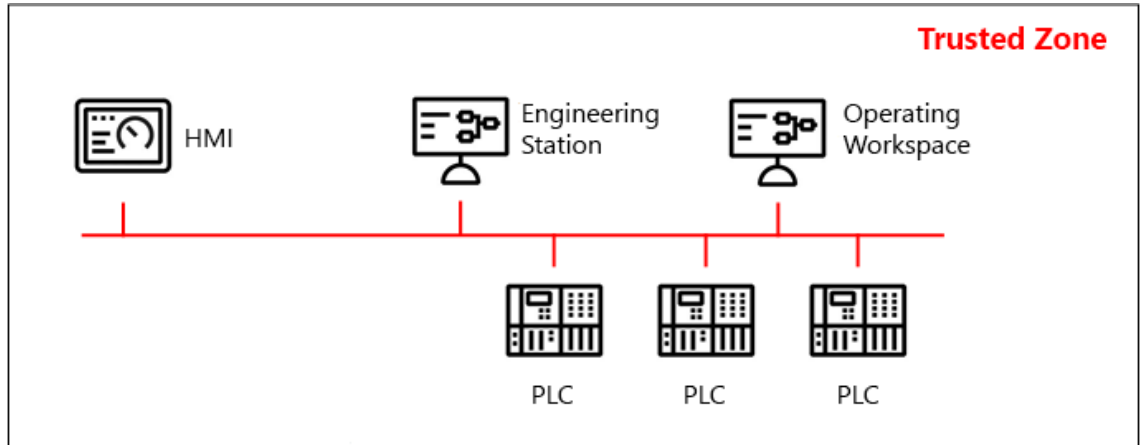 Trusted Zone
HMI
Engineering
Station
Operating
Workspace
PLC
PLC
PLC